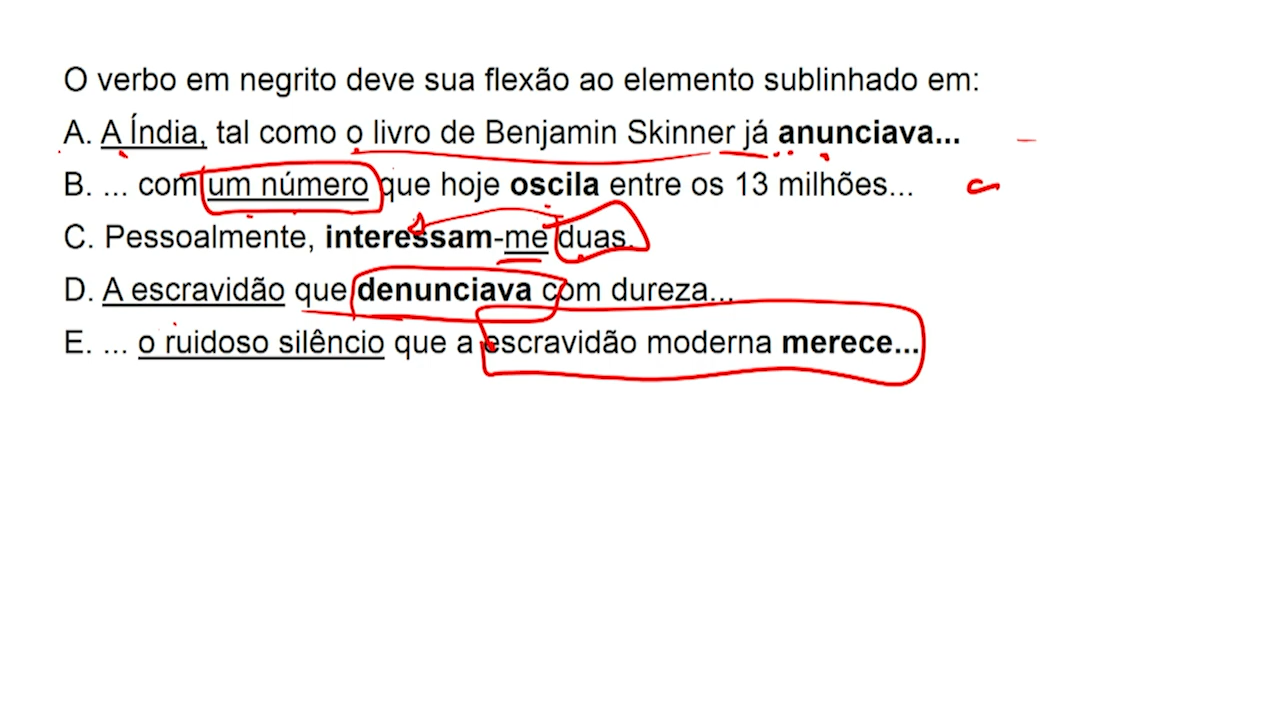 O verbo em negrito deve sua flexão ao elemento sublinhado em:
A. A Índia, tal como o livro de Benjamin Skinner já anunciava...
B. ... com um número que hoje oscila entre os 13 milhões...
C. Pessoalmente, interessam-me duas.
D. A escravidão que denunciava com dureza...
E. ... o ruidoso silêncio que a escravidão moderna merece...